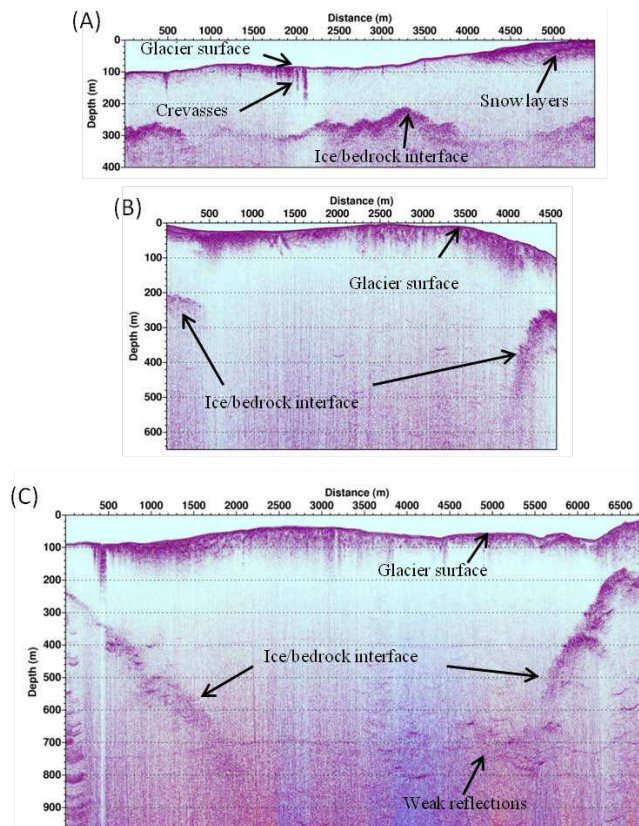 (A)
Distance (m)
500 1000 1500 2000 2500 3000 3500 4000 4500 5000 5500
Glacier surface
0
100
200
300
400
Depth (m)
Crevasses
Snow layers
Ice/bedrock interface
(B)
Distance (m)
500 1000 1500 2000 2500 3000 3500 4000 4500
0
100
200
300
400
500
600
Depth (m)
Glacier surface
Ice/bedrock interface
(C)
Distance (m)
500 1000 1500 2000 2500 3000 3500 4000 4500 5000 5500 6000 6500
0
100
200
300
400
500
600
700
800
900
Depth (m)
Glacier surface
Ice/bedrock interface
Weak reflections